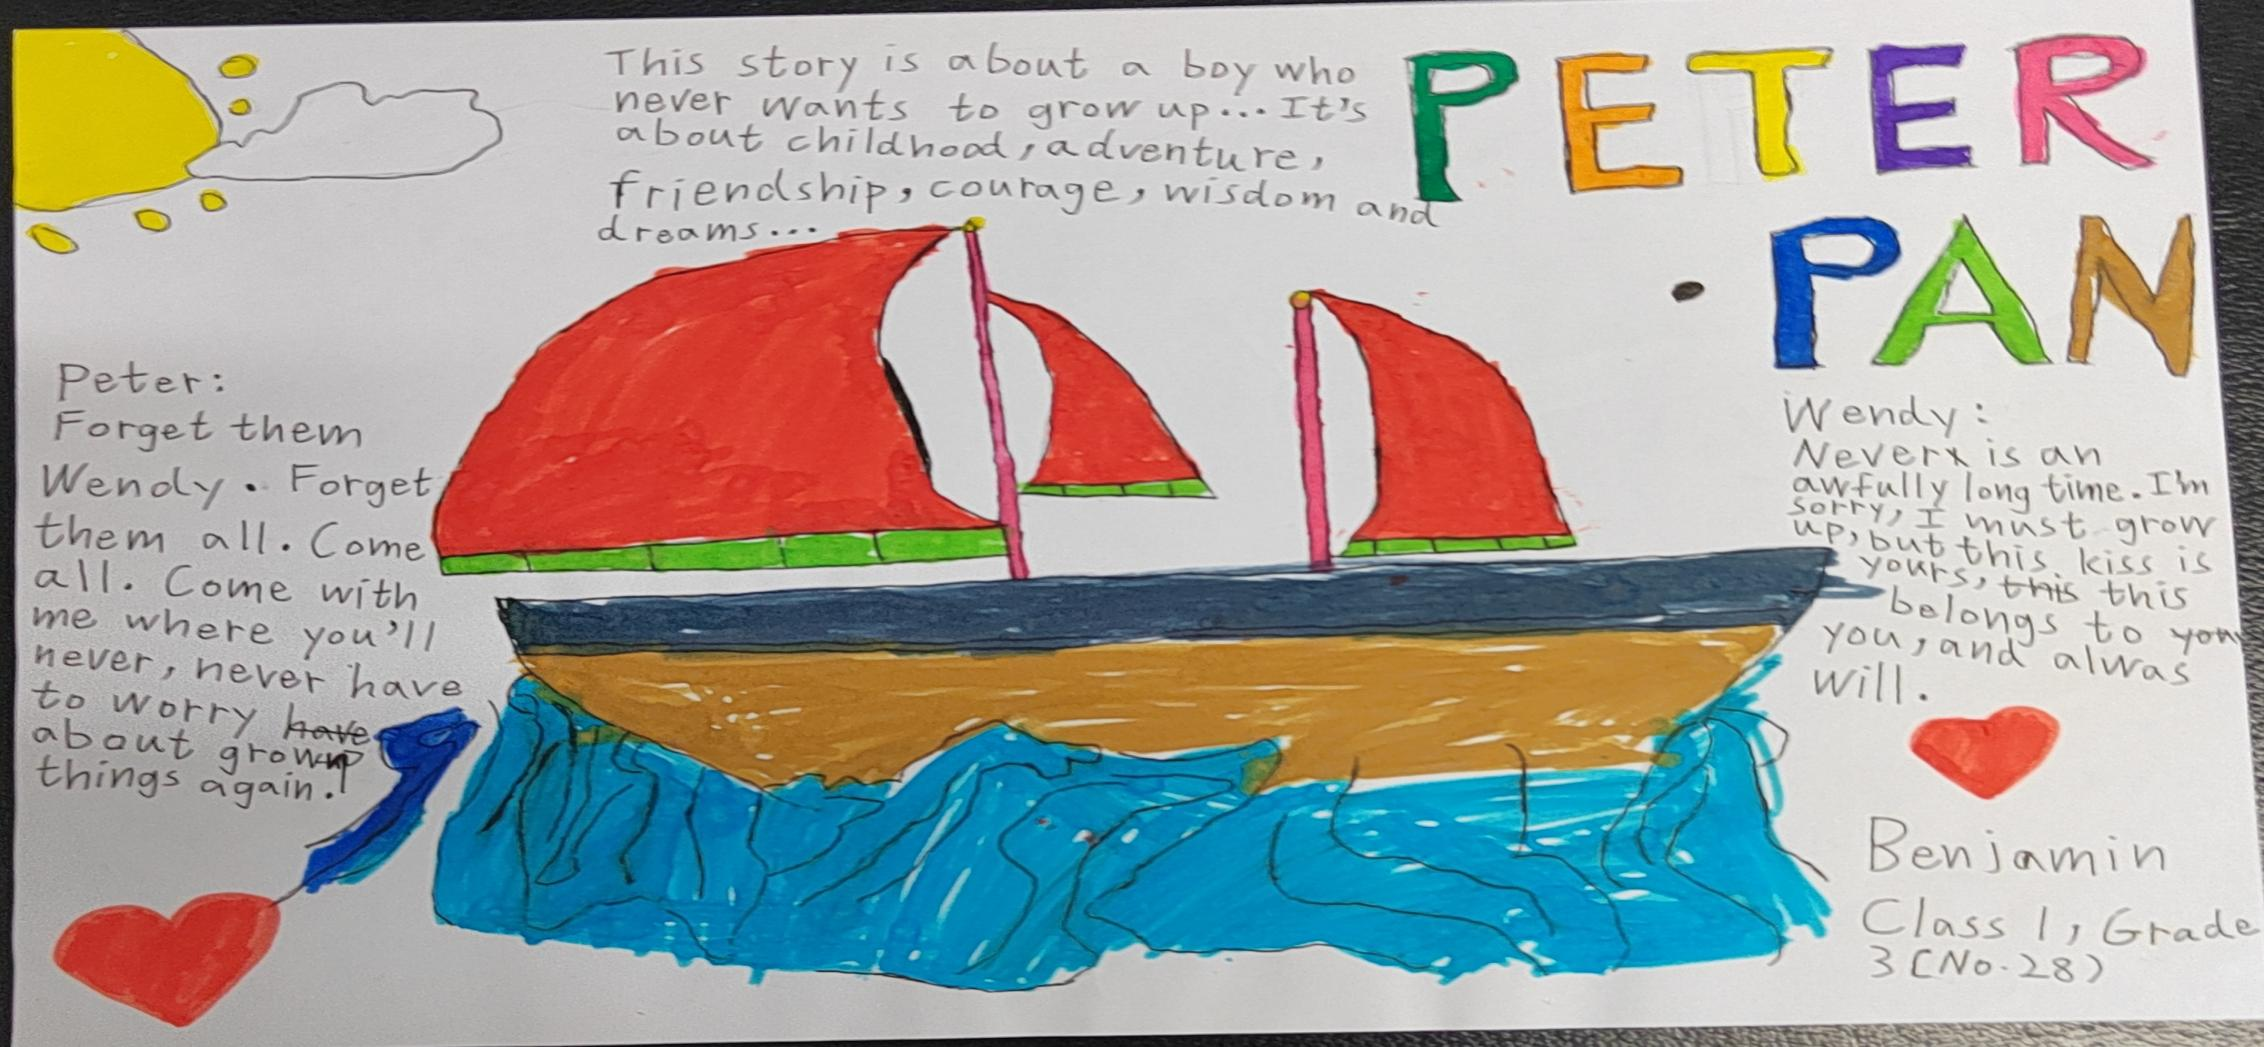 This story is about a boy who
never wants to grow up... It's
about childhood, adventure,
friendship, courage, wisdom and
dreams...
PETER
PAN
Peter:
Forget them
Wendy. Forget
them all. Come
all. Come with
me where you'll
never, never have
to worry have
about grownup
things again.!
Wendy:
Never is an
awfully long time. I'm
sorry, I must grow
up, but this kiss is
yours, this this
belongs to you
you, and alwas
will.
Benjamin
Class 1, Grade
3 (No.28)